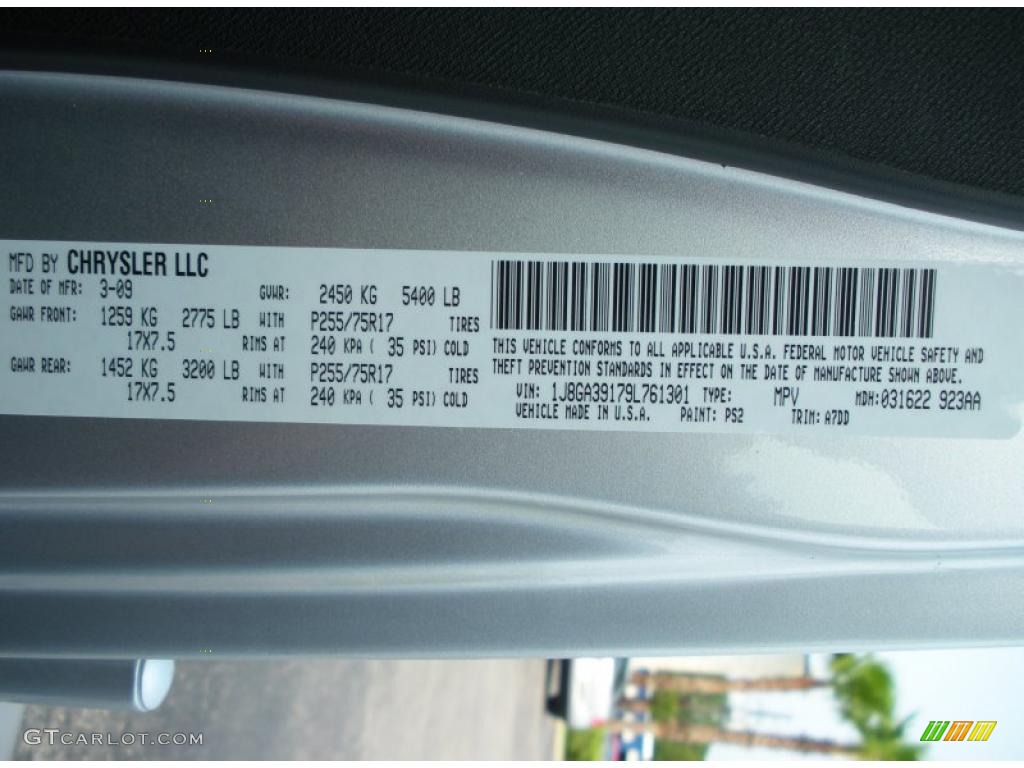 MFD BY CHRYSLER LLC
DATE OF MFR: 3-09 GVWR: 2450 KG 5400 LB
GAWR FRONT: 1259 KG 2775 LB WITH P255/75R17 TIRES
17X7.5 RIMS AT 240 KPA ( 35 PSI) COLD
GAWR REAR: 1452 KG 3200 LB WITH P255/75R17 TIRES
17X7.5 RIMS AT 240 KPA ( 35 PSI) COLD
THIS VEHICLE CONFORMS TO ALL APPLICABLE U.S.A. FEDERAL MOTOR VEHICLE SAFETY AND
THEFT PREVENTION STANDARDS IN EFFECT ON THE DATE OF MANUFACTURE SHOWN ABOVE.
VIN: 1J8GA39179L761301 TYPE: MPV MDH:031622 923AA
VEHICLE MADE IN U.S.A. PAINT: PS2 TRIM: A7DD
GTCARLOT.COM